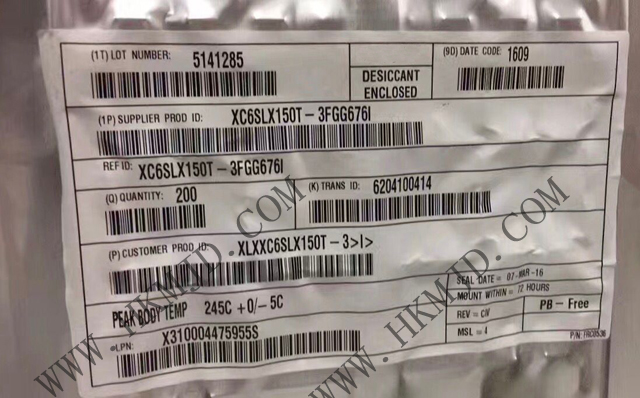 (1T) LOT NUMBER: 5141285
DESICCANT
ENCLOSED
(9D) DATE CODE: 1609
(1P) SUPPLIER PROD ID: XC6SLX150T-3FGG676I
REF ID: XC6SLX150T-3FGG676I
(Q) QUANTITY: 200
(K) TRANS ID: 6204100414
(P) CUSTOMER PROD ID: XLXXC6SLX150T-3>I>
PEAK BODY TEMP 245C +0/-5C
LPN: X310004475955S
SEAL DATE = 07-MAR-16
MOUNT WITHIN = 72 HOURS
REV =
MSL = 4
PB-Free
P/N:
WWW.HKMJD.COM
WWW.HKMJD.COM